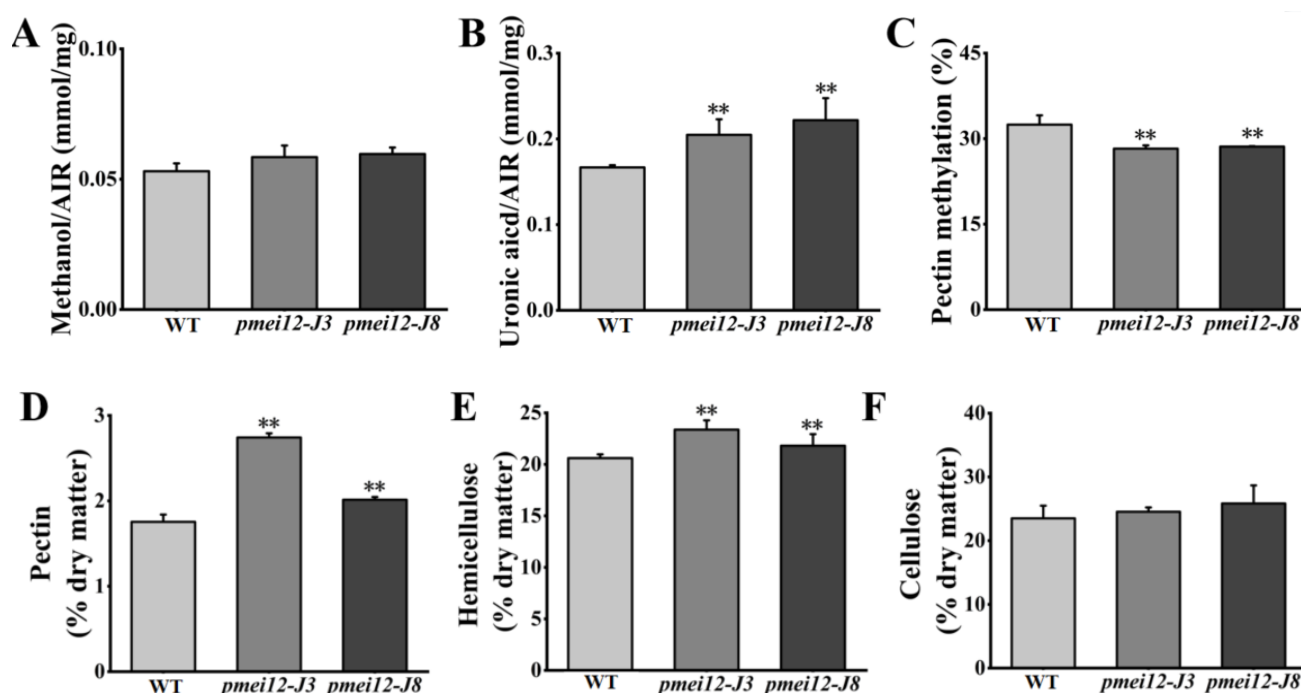 A
Methanol/AIR (mmol/mg)
0.10
0.05
0.00
WT
pmei12-J3
pmei12-J8
B
Uronic aicd/AIR (mmol/mg)
0.3
0.2
0.1
0.0
**
**
WT
pmei12-J3
pmei12-J8
C
Pectin methylation (%)
45
30
15
0
**
**
WT
pmei12-J3
pmei12-J8
D
Pectin
(% dry matter)
3
2
1
0
**
**
WT
pmei12-J3
pmei12-J8
E
Hemicellulose
(% dry matter)
25
20
15
10
5
0
**
**
WT
pmei12-J3
pmei12-J8
F
Cellulose
(% dry matter)
40
30
20
10
0
WT
pmei12-J3
pmei12-J8